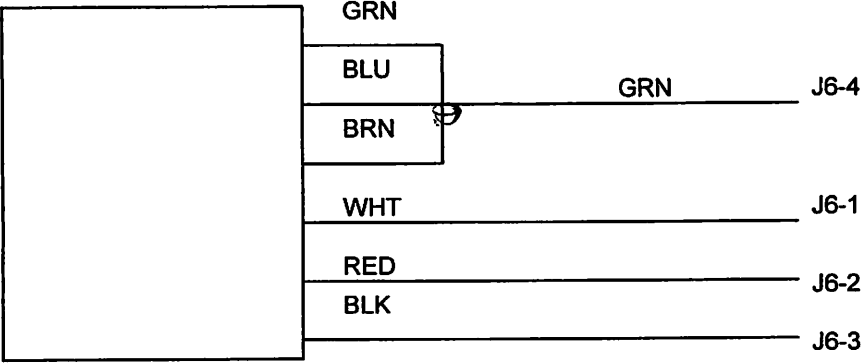 GRN
BLU
GRN
J6-4
BRN
WHT
J6-1
RED
J6-2
BLK
J6-3